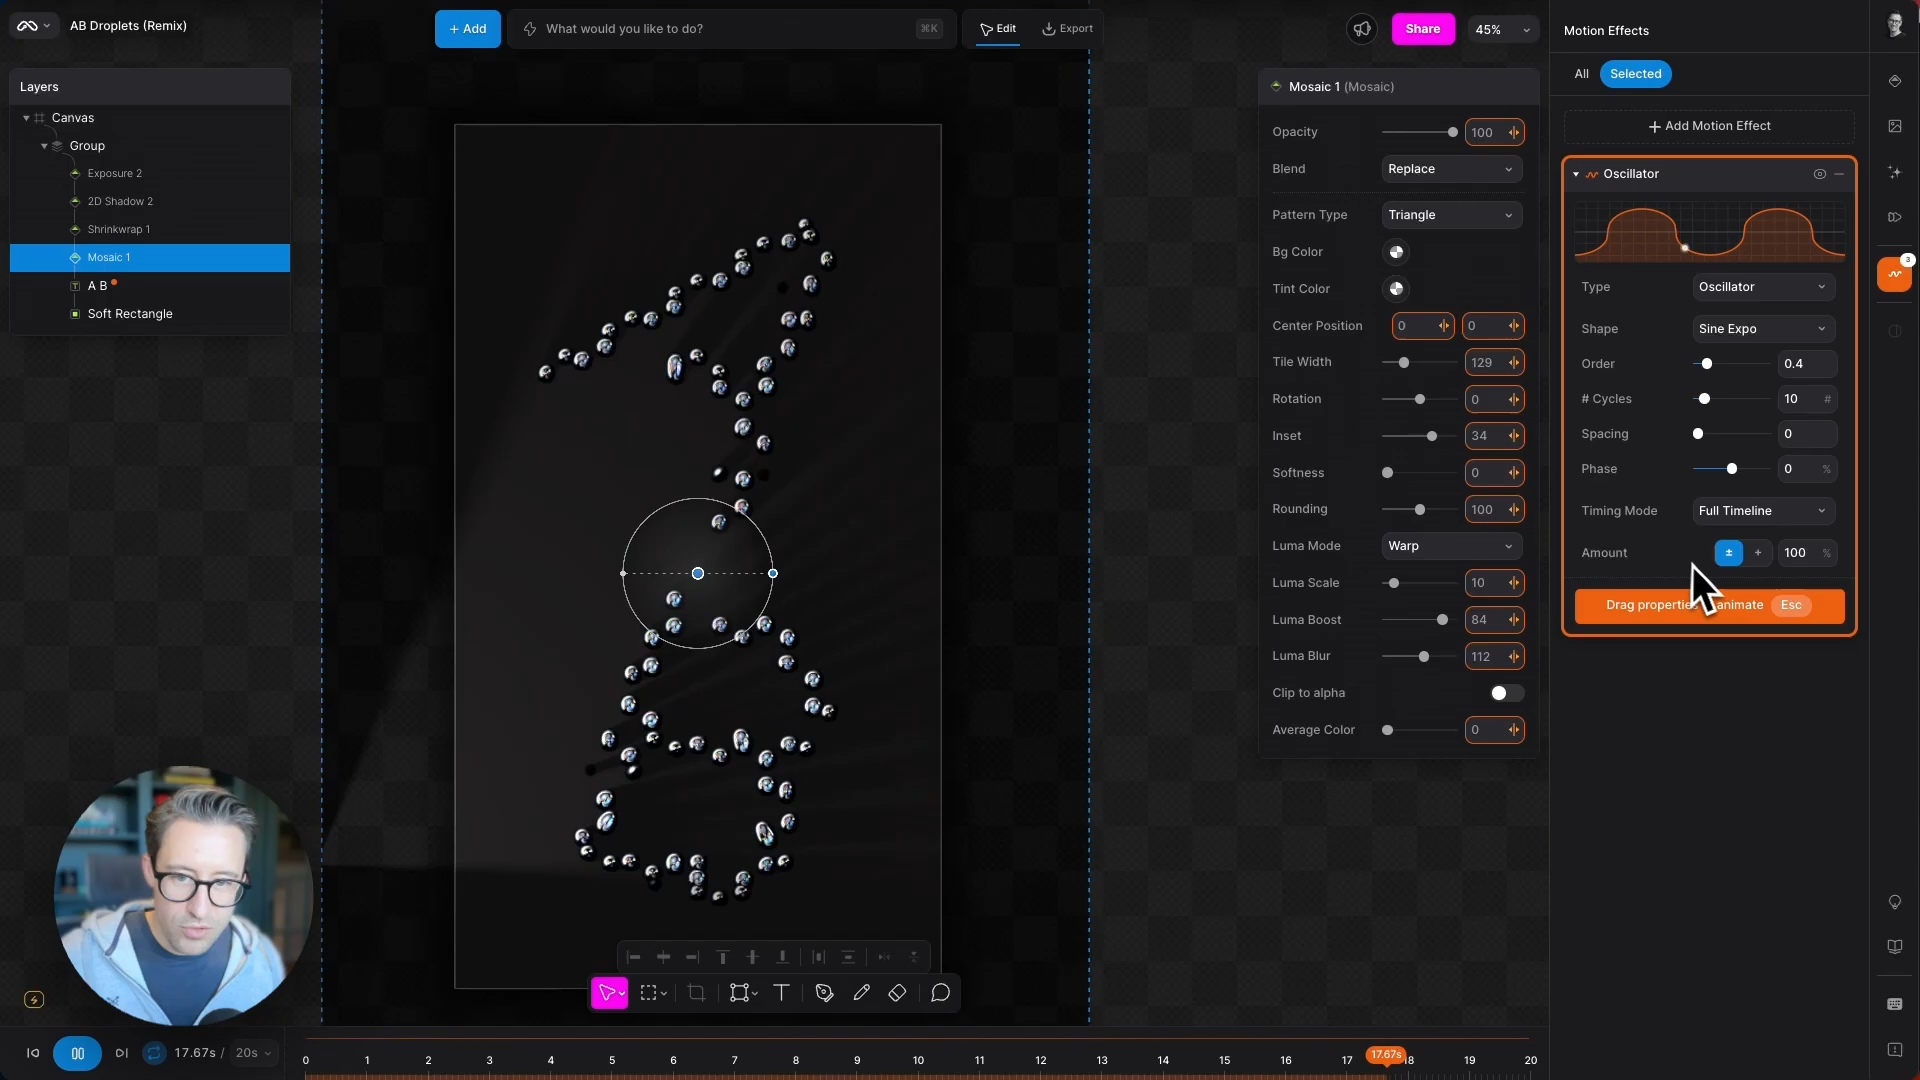 AB Droplets (Remix)
+ Add
What would you like to do?
⌘K
Edit
Export
Share
45%
Motion Effects
Layers
Canvas
Group
Exposure 2
2D Shadow 2
Shrinkwrap 1
Mosaic 1
A B
Soft Rectangle
Mosaic 1 (Mosaic)
Opacity 100
Blend Replace
Pattern Type Triangle
Bg Color
Tint Color
Center Position 0 0
Tile Width 129
Rotation 0
Inset 34
Softness 0
Rounding 100
Luma Mode Warp
Luma Scale 10
Luma Boost 84
Luma Blur 112
Clip to alpha
Average Color 0
All Selected
+ Add Motion Effect
Oscillator
Type Oscillator
Shape Sine Expo
Order 0.4
# Cycles 10 #
Spacing 0
Phase 0 %
Timing Mode Full Timeline
Amount ± + 100 %
Drag properties animate Esc
3
17.67s / 20s
0 1 2 3 4 5 6 7 8 9 10 11 12 13 14 15 16 17 17.67s 18 19 20